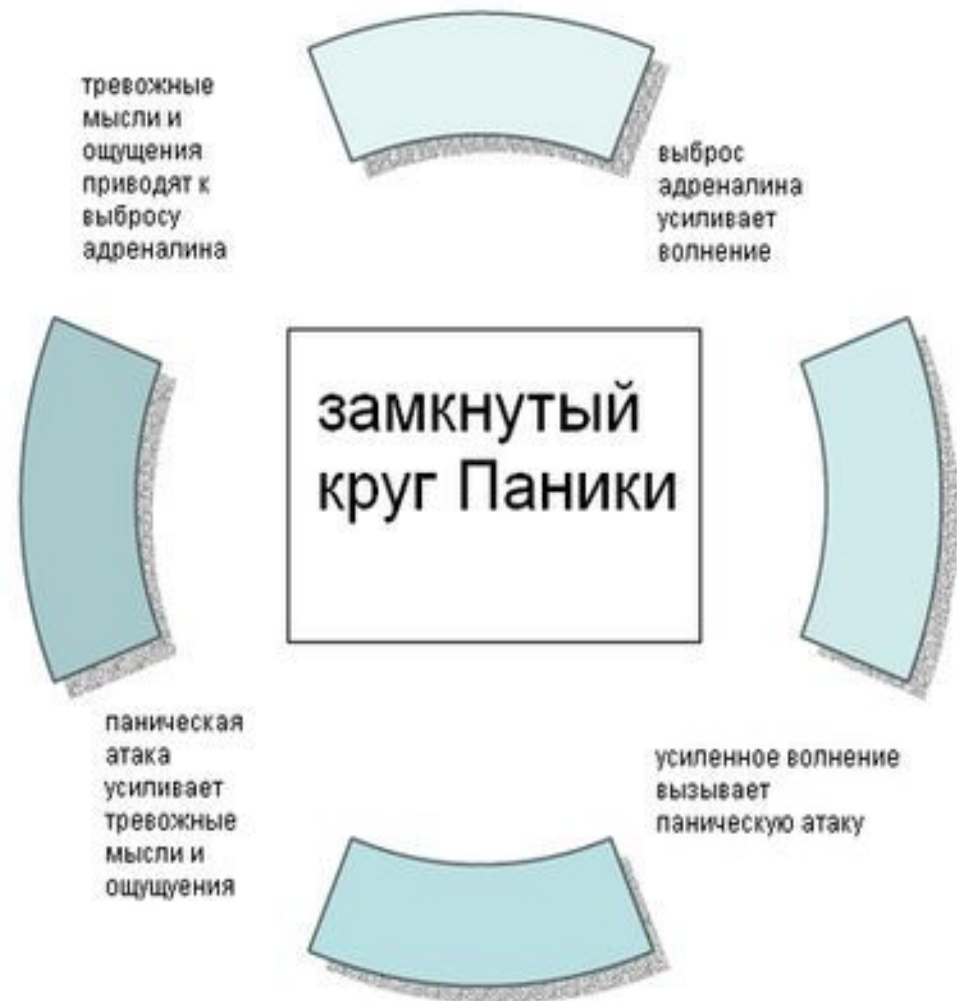 тревожные
мысли и
ощущения
приводят к
выбросу
адреналина
выброс
адреналина
усиливает
волнение
замкнутый
круг Паники
усиленное волнение
вызывает
паническую атаку
паническая
атака
усиливает
тревожные
мысли и
ощущуения